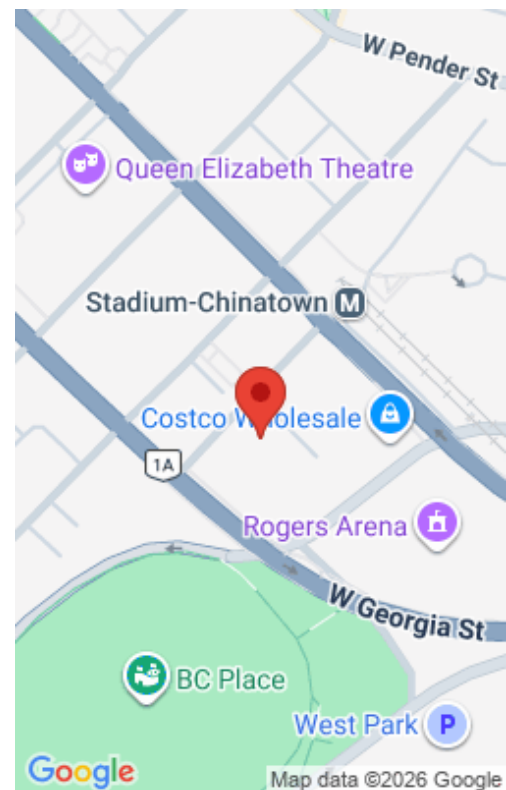 W Pender St
Queen Elizabeth Theatre
Stadium-Chinatown M
Costco Wholesale
1A
Rogers Arena
W Georgia St
BC Place
West Park P
Google
Map data ©2026 Google